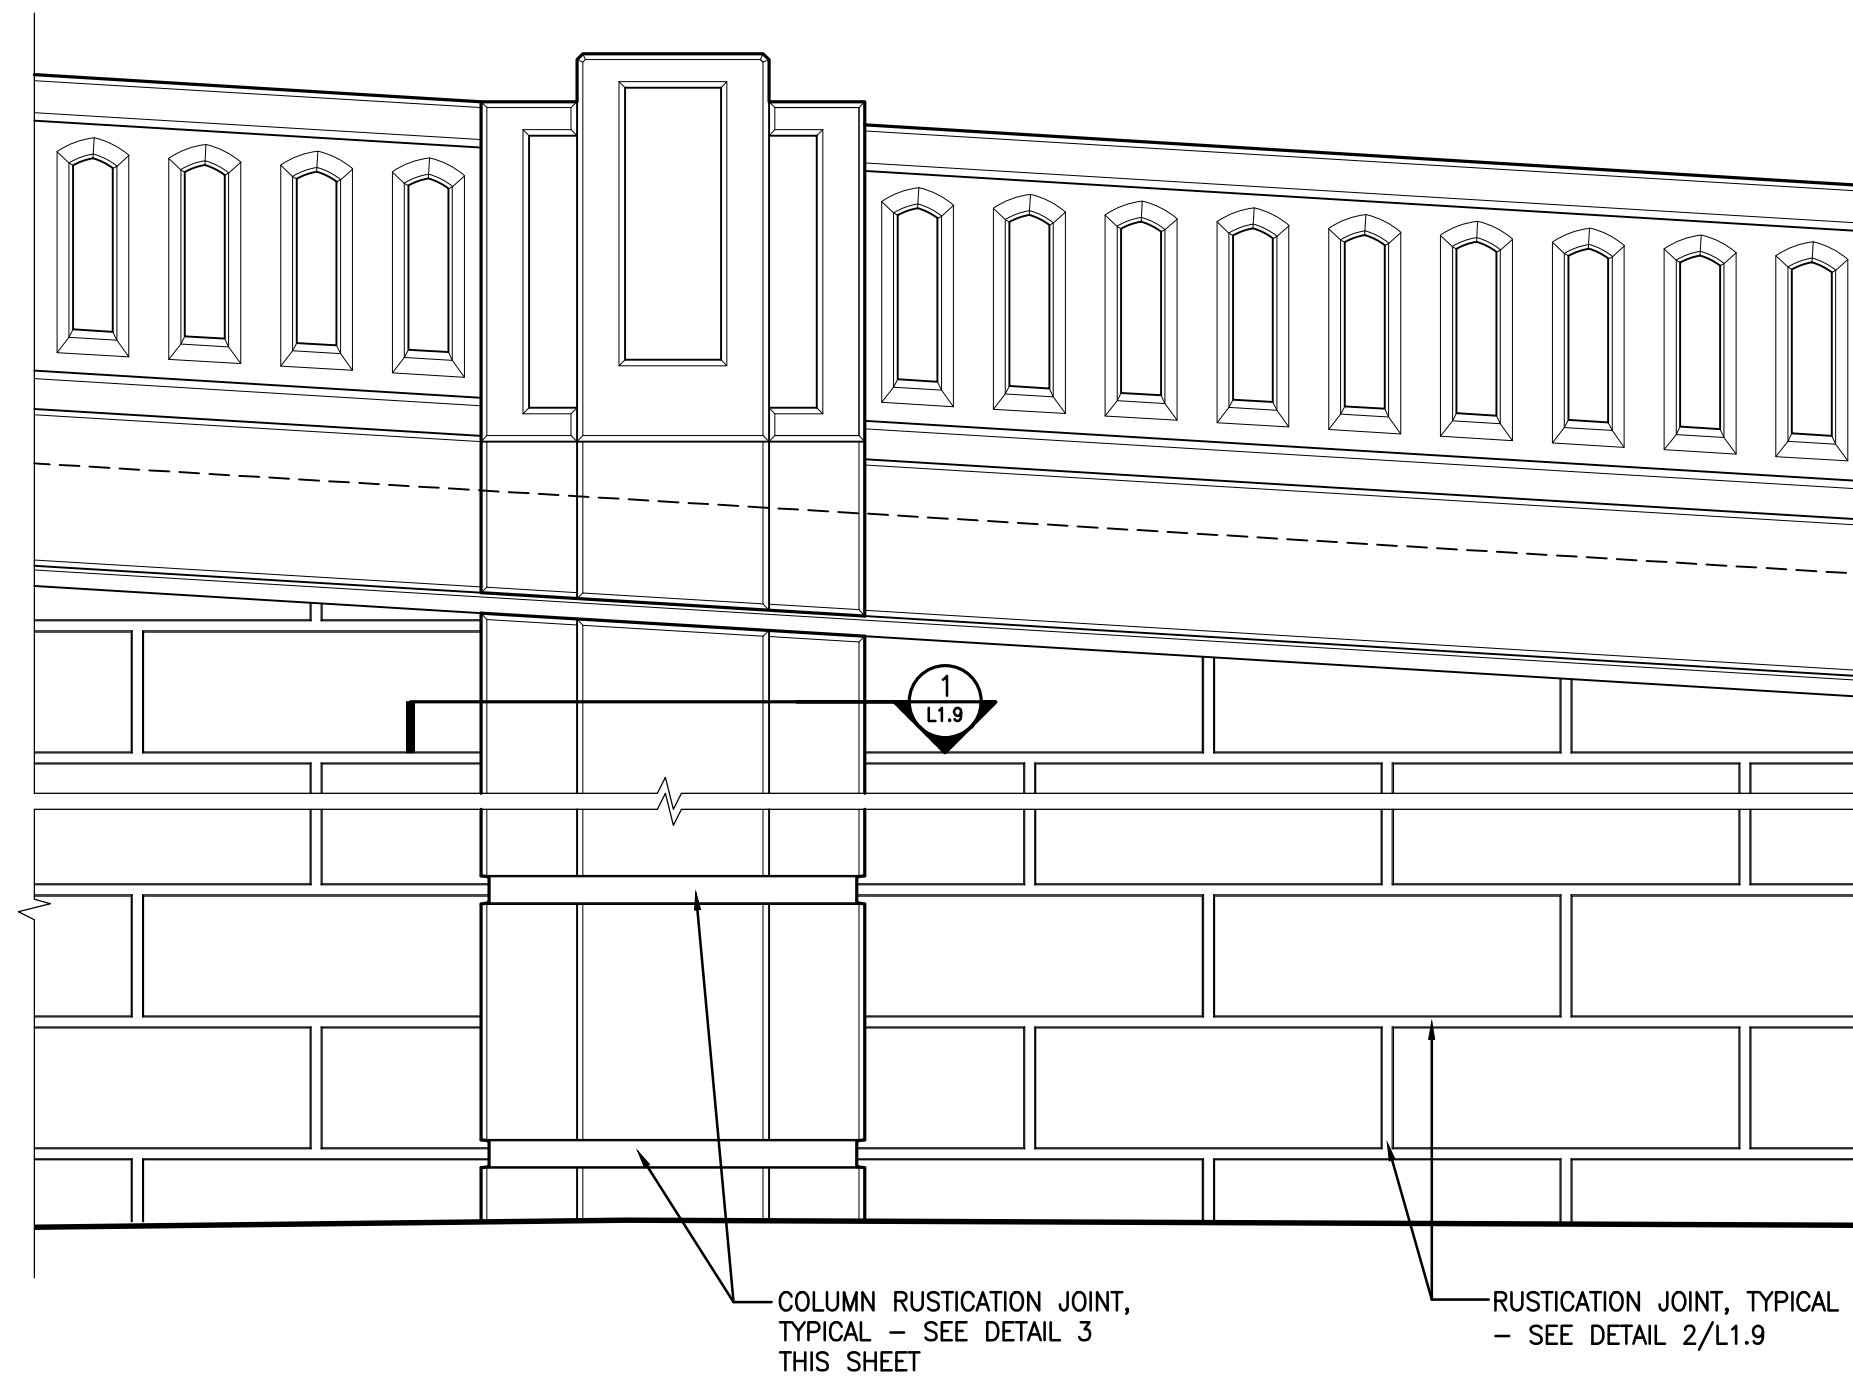 1
L1.9
COLUMN RUSTICATION JOINT,
TYPICAL – SEE DETAIL 3
THIS SHEET
RUSTICATION JOINT, TYPICAL
– SEE DETAIL 2/L1.9